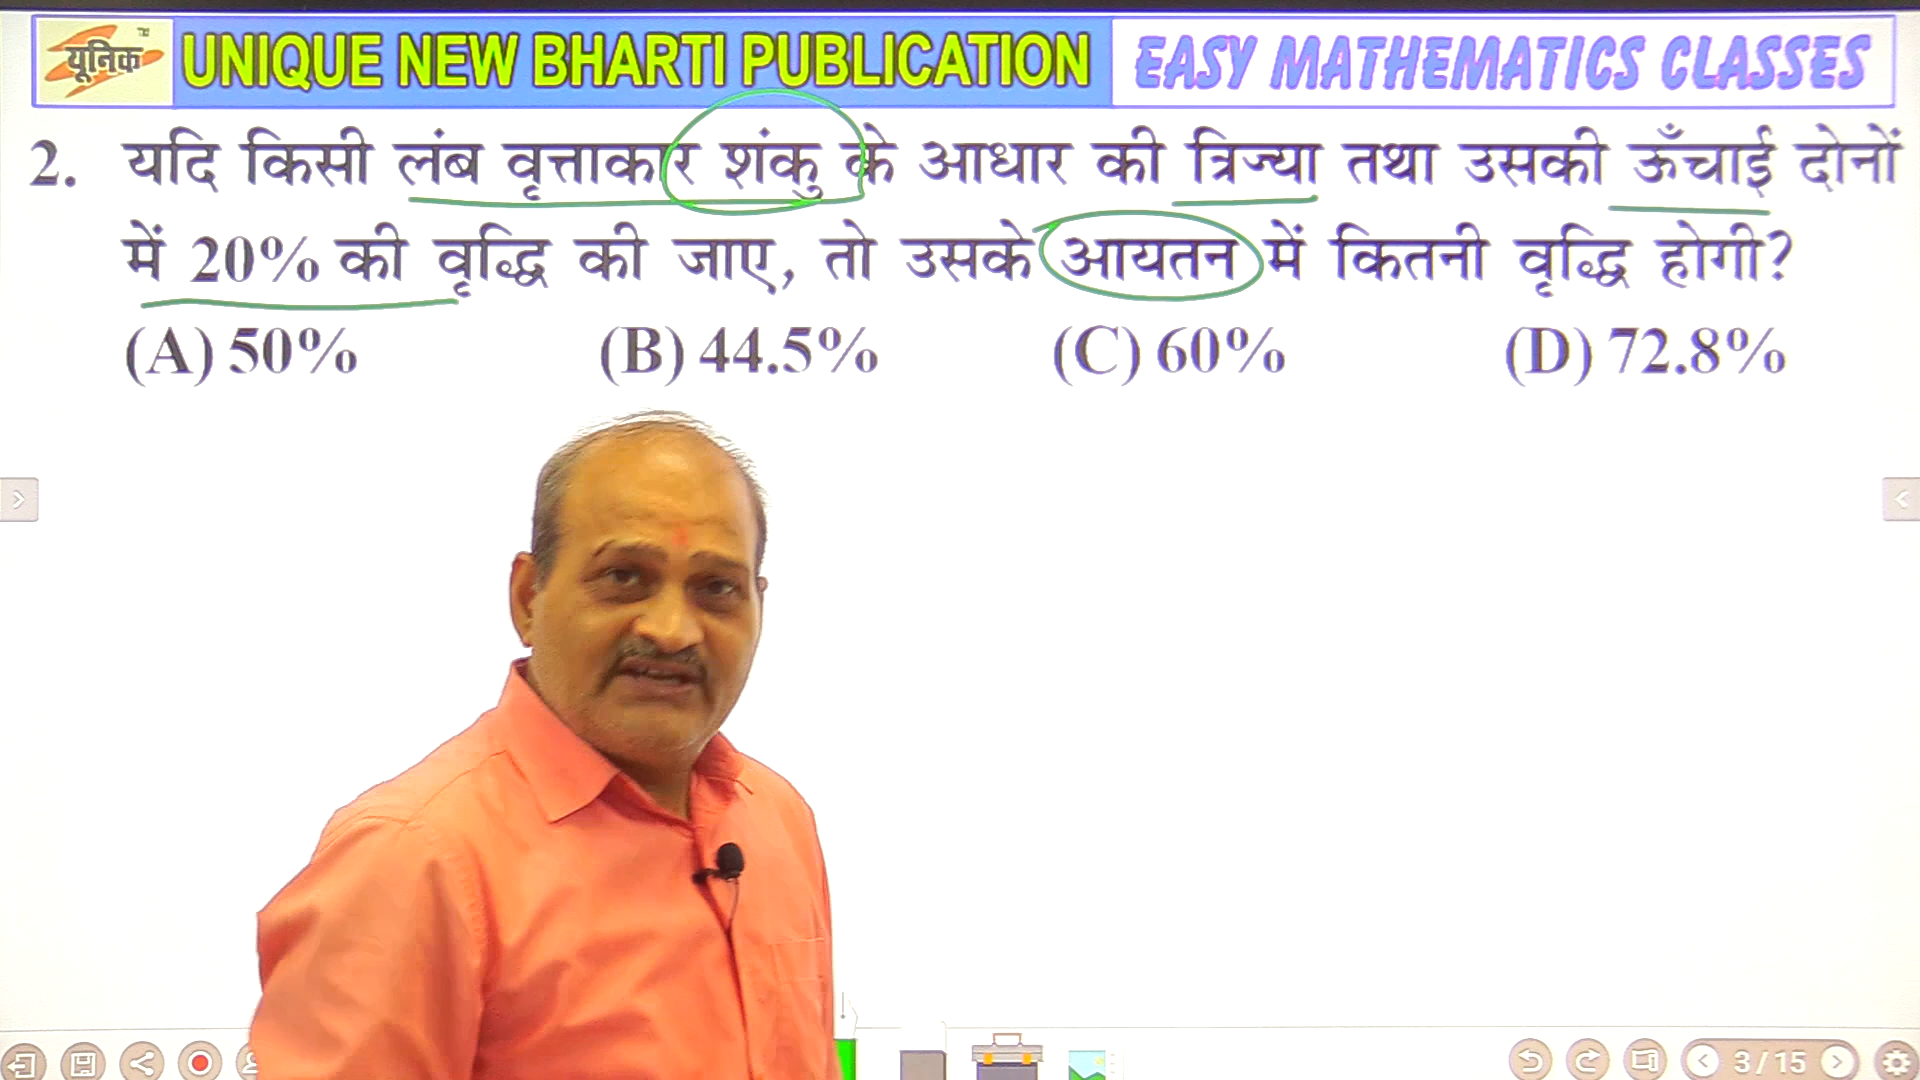 यूनिक TM UNIQUE NEW BHARTI PUBLICATION EASY MATHEMATICS CLASSES
2. यदि किसी लंब वृत्ताकार शंकु के आधार की त्रिज्या तथा उसकी ऊँचाई दोनों
में 20% की वृद्धि की जाए, तो उसके आयतन में कितनी वृद्धि होगी?
(A) 50% (B) 44.5% (C) 60% (D) 72.8%
3/15